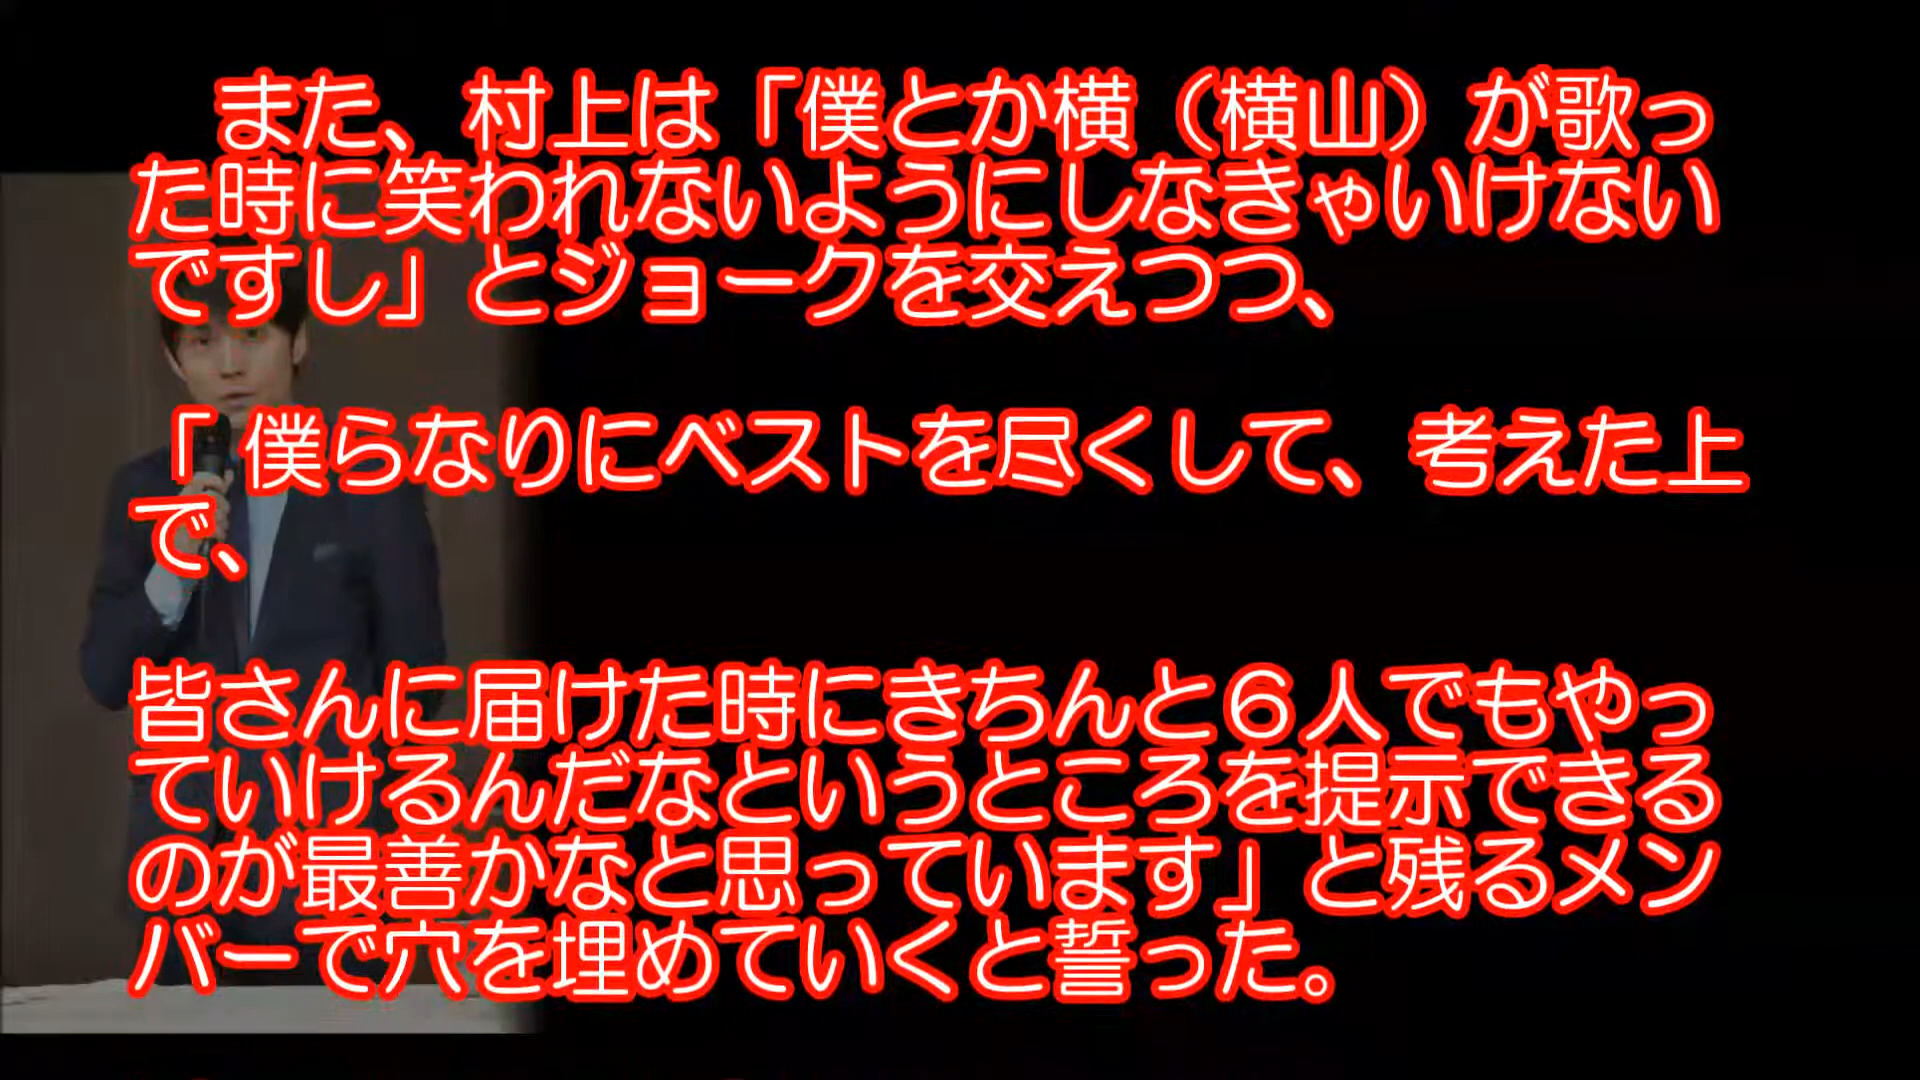 また、村上は「僕とか横（横山）が歌っ
た時に笑われないようにしなきゃいけない
ですし」とジョークを交えつつ、
「 僕らなりにベストを尽くして、考えた上
で、
皆さんに届けた時にきちんと６人でもやっ
ていけるんだなというところを提示できる
のが最善かなと思っています」と残るメン
バーで穴を埋めていくと誓った。